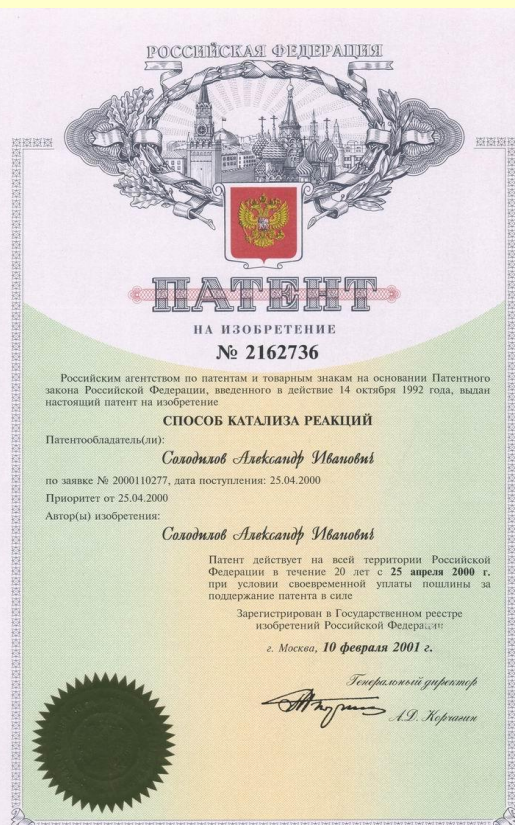 РОССИЙСКАЯ ФЕДЕРАЦИЯ
ПАТЕНТ
НА ИЗОБРЕТЕНИЕ
№ 2162736
Российским агентством по патентам и товарным знакам на основании Патентного
закона Российской Федерации, введенного в действие 14 октября 1992 года, выдан
настоящий патент на изобретение
СПОСОБ КАТАЛИЗА РЕАКЦИЙ
Патентообладатель(ли):
Солодилов Александр Иванович
по заявке № 2000110277, дата поступления: 25.04.2000
Приоритет от 25.04.2000
Автор(ы) изобретения:
Солодилов Александр Иванович
Патент действует на всей территории Российской
Федерации в течение 20 лет с 25 апреля 2000 г.
при условии своевременной уплаты пошлины за
поддержание патента в силе
Зарегистрирован в Государственном реестре
изобретений Российской Федерации
г. Москва, 10 февраля 2001 г.
Генеральный директор
А.Д. Корчагин